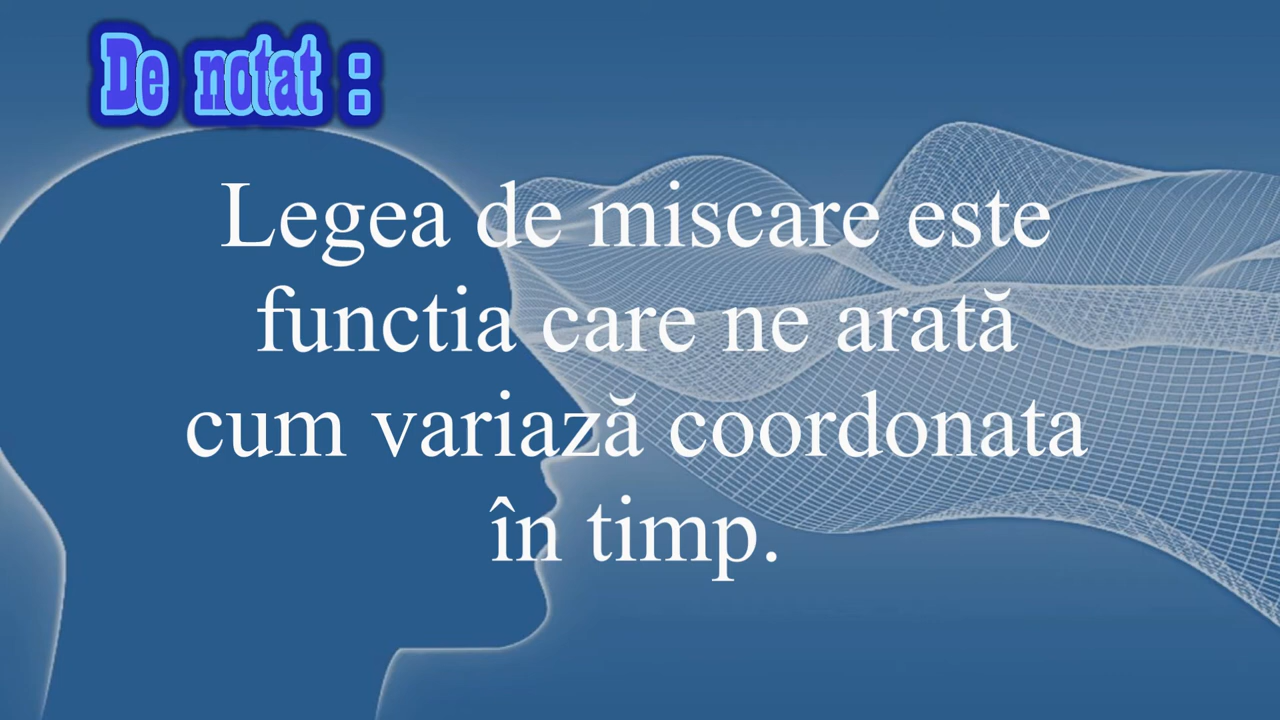 De notat :
Legea de miscare este
functia care ne arată
cum variază coordonata
în timp.